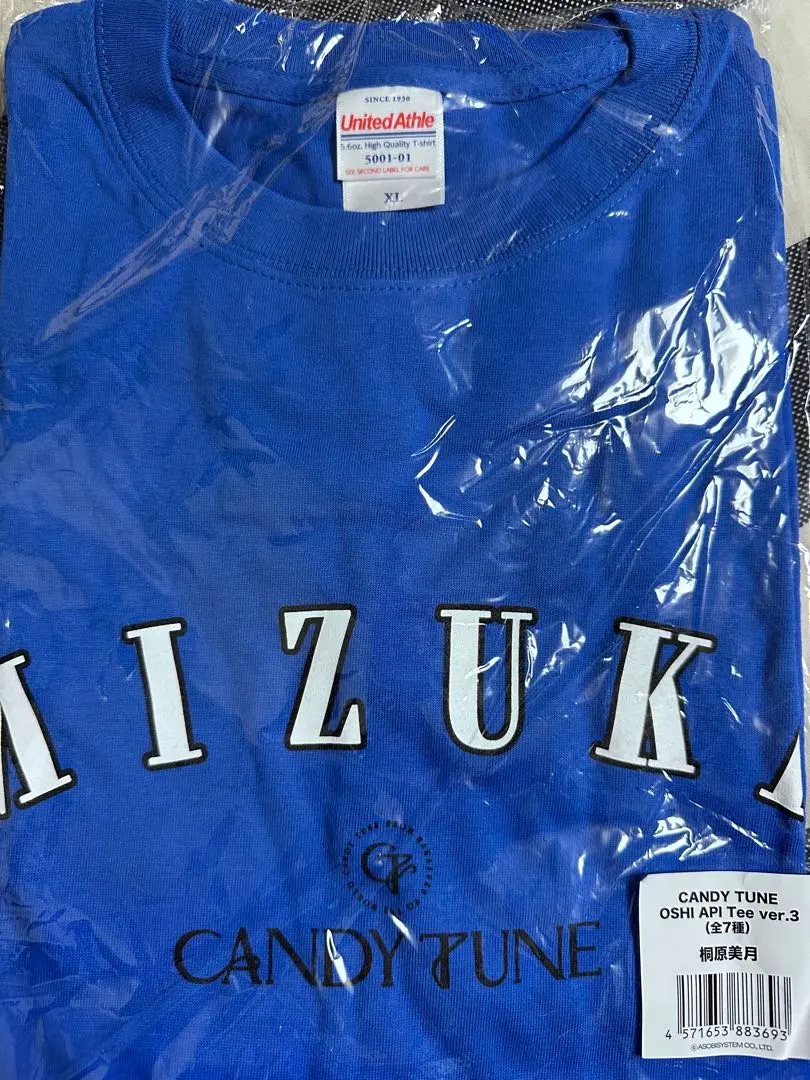 SINCE 1930
United Athle
5.6oz. High Quality T-shirt
5001-01
SEE SECOND LABEL FOR CARE
XL
MIZUK
CANDY TUNE
CANDY TUNE
OSHI API Tee ver.3
(全7種)
桐原美月
4 571653 883693
©ASOBISYSTEM CO., LTD.